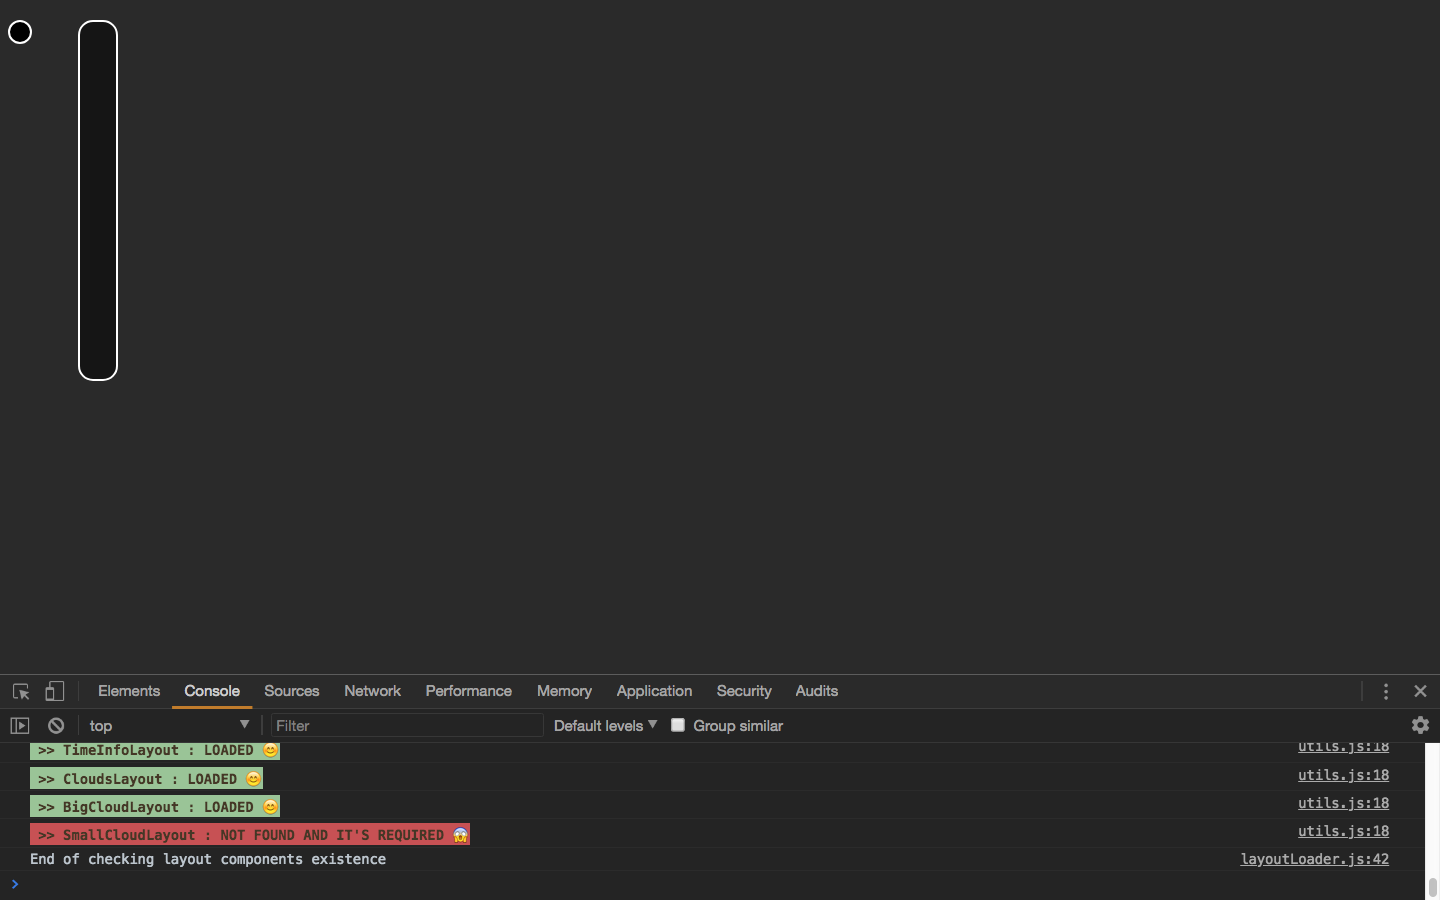 Elements Console Sources Network Performance Memory Application Security Audits
top Filter Default levels Group similar
>> TimeInfoLayout : LOADED 😊 utils.js:18
>> CloudsLayout : LOADED 😊 utils.js:18
>> BigCloudLayout : LOADED 😊 utils.js:18
>> SmallCloudLayout : NOT FOUND AND IT'S REQUIRED 😱 utils.js:18
End of checking layout components existence layoutLoader.js:42